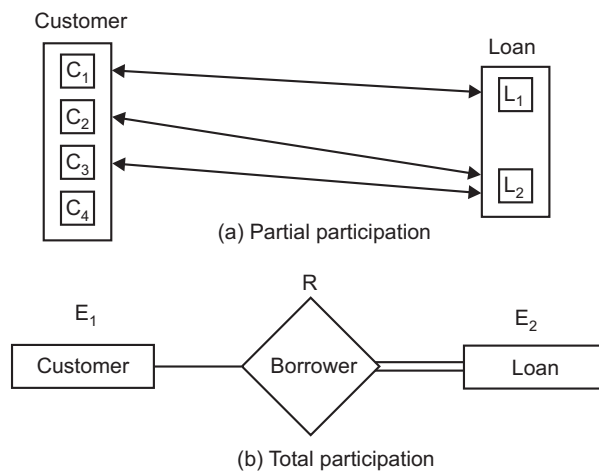 Customer
Loan
C1
L1
C2
C3
L2
C4
(a) Partial participation
R
E1
E2
Customer
Borrower
Loan
(b) Total participation